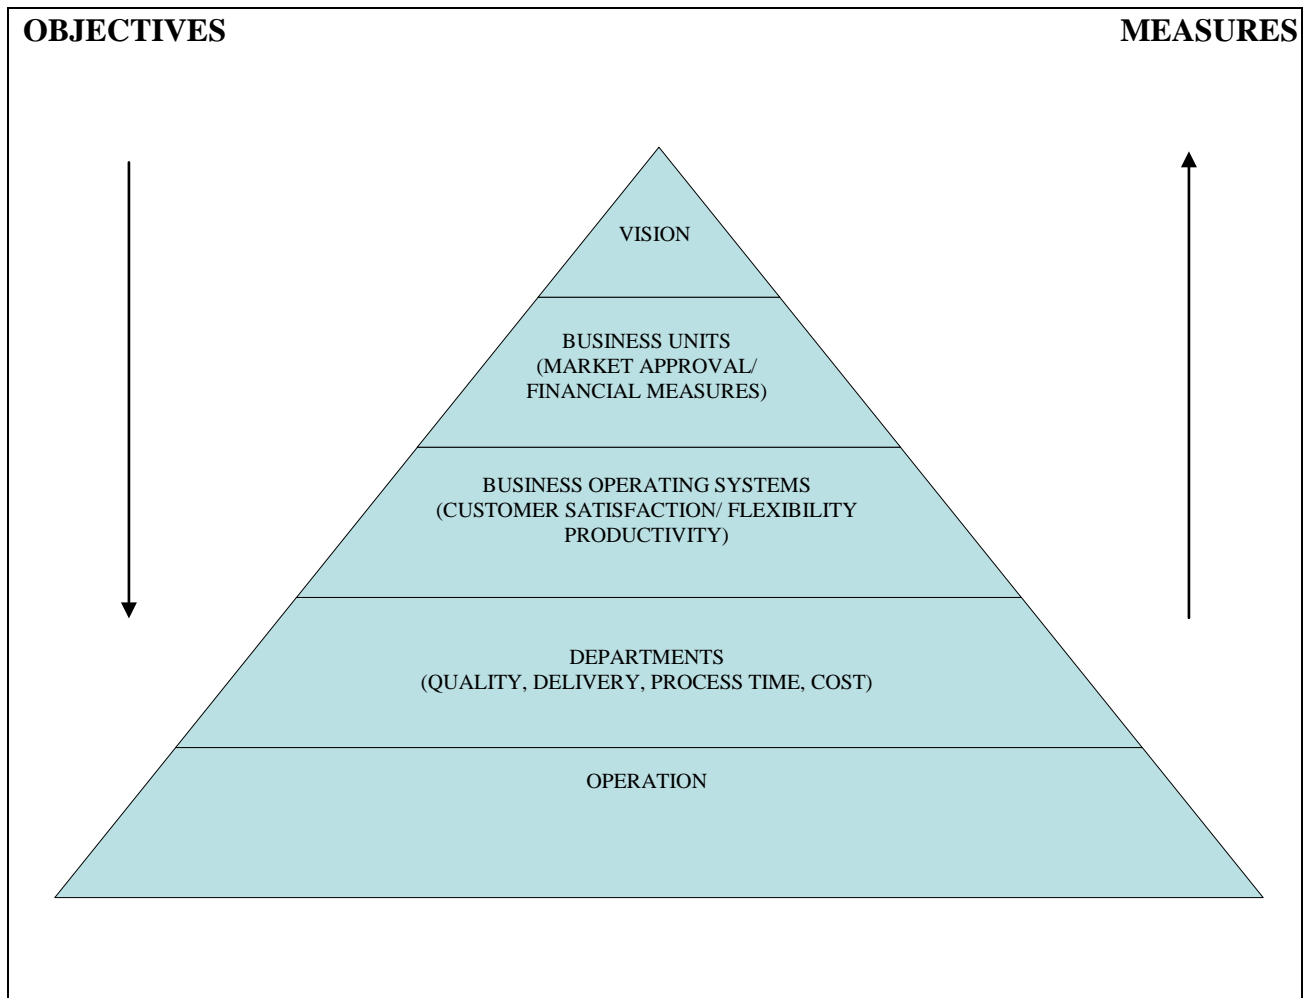 OBJECTIVES
MEASURES
VISION
BUSINESS UNITS
(MARKET APPROVAL/
FINANCIAL MEASURES)
BUSINESS OPERATING SYSTEMS
(CUSTOMER SATISFACTION/ FLEXIBILITY
PRODUCTIVITY)
DEPARTMENTS
(QUALITY, DELIVERY, PROCESS TIME, COST)
OPERATION